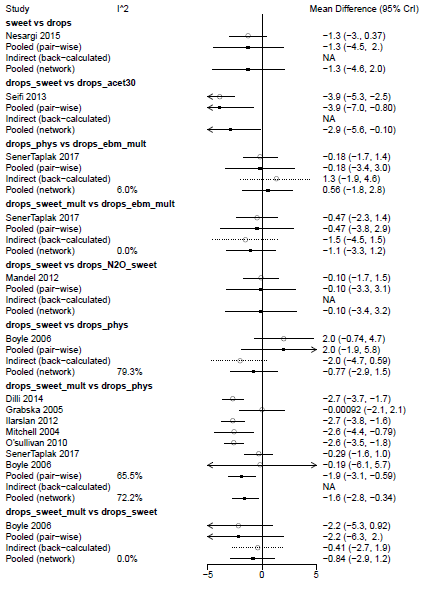 Study I^2 Mean Difference (95% CrI)
sweet vs drops
Nesargi 2015 −1.3 (−3., 0.37)
Pooled (pair−wise) −1.3 (−4.5, 2.)
Indirect (back−calculated) NA
Pooled (network) −1.3 (−4.6, 2.0)
drops_sweet vs drops_acet30
Seifi 2013 −3.9 (−5.3, −2.5)
Pooled (pair−wise) −3.9 (−7.0, −0.80)
Indirect (back−calculated) NA
Pooled (network) −2.9 (−5.6, −0.10)
drops_phys vs drops_ebm_mult
SenerTaplak 2017 −0.18 (−1.7, 1.4)
Pooled (pair−wise) −0.18 (−3.4, 3.0)
Indirect (back−calculated) 1.3 (−1.9, 4.6)
Pooled (network) 6.0% 0.56 (−1.8, 2.8)
drops_sweet_mult vs drops_ebm_mult
SenerTaplak 2017 −0.47 (−2.3, 1.4)
Pooled (pair−wise) −0.47 (−3.8, 2.9)
Indirect (back−calculated) −1.5 (−4.5, 1.5)
Pooled (network) 0.0% −1.1 (−3.3, 1.2)
drops_sweet vs drops_N2O_sweet
Mandel 2012 −0.10 (−1.7, 1.5)
Pooled (pair−wise) −0.10 (−3.3, 3.1)
Indirect (back−calculated) NA
Pooled (network) −0.10 (−3.4, 3.2)
drops_sweet vs drops_phys
Boyle 2006 2.0 (−0.74, 4.7)
Pooled (pair−wise) 2.0 (−1.9, 5.8)
Indirect (back−calculated) −2.0 (−4.7, 0.59)
Pooled (network) 79.3% −0.77 (−2.9, 1.5)
drops_sweet_mult vs drops_phys
Dilli 2014 −2.7 (−3.7, −1.7)
Grabska 2005 −0.00092 (−2.1, 2.1)
Ilarslan 2012 −2.7 (−3.8, −1.6)
Mitchell 2004 −2.6 (−4.4, −0.79)
O'sullivan 2010 −2.6 (−3.5, −1.8)
SenerTaplak 2017 −0.29 (−1.6, 1.0)
Boyle 2006 −0.19 (−6.1, 5.7)
Pooled (pair−wise) 65.5% −1.9 (−3.1, −0.59)
Indirect (back−calculated) NA
Pooled (network) 72.2% −1.6 (−2.8, −0.34)
drops_sweet_mult vs drops_sweet
Boyle 2006 −2.2 (−5.3, 0.92)
Pooled (pair−wise) −2.2 (−6.3, 2.)
Indirect (back−calculated) −0.41 (−2.7, 1.9)
Pooled (network) 0.0% −0.84 (−2.9, 1.2)
−5 0 5